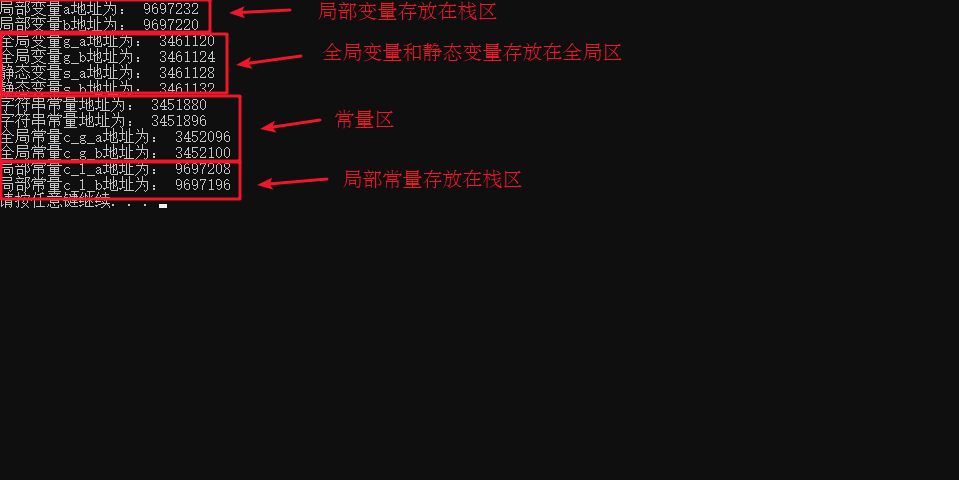 局部变量a地址为： 9697232
局部变量存放在栈区
局部变量b地址为： 9697220
全局变量g_a地址为： 3461120
全局变量g_b地址为： 3461124
全局变量和静态变量存放在全局区
静态变量s_a地址为： 3461128
静态变量s_b地址为： 3461132
字符串常量地址为： 3451880
字符串常量地址为： 3451896
常量区
全局常量c_g_a地址为： 3452096
全局常量c_g_b地址为： 3452100
局部常量c_l_a地址为： 9697208
局部常量c_l_b地址为： 9697196
局部常量存放在栈区
请按任意键继续. . .